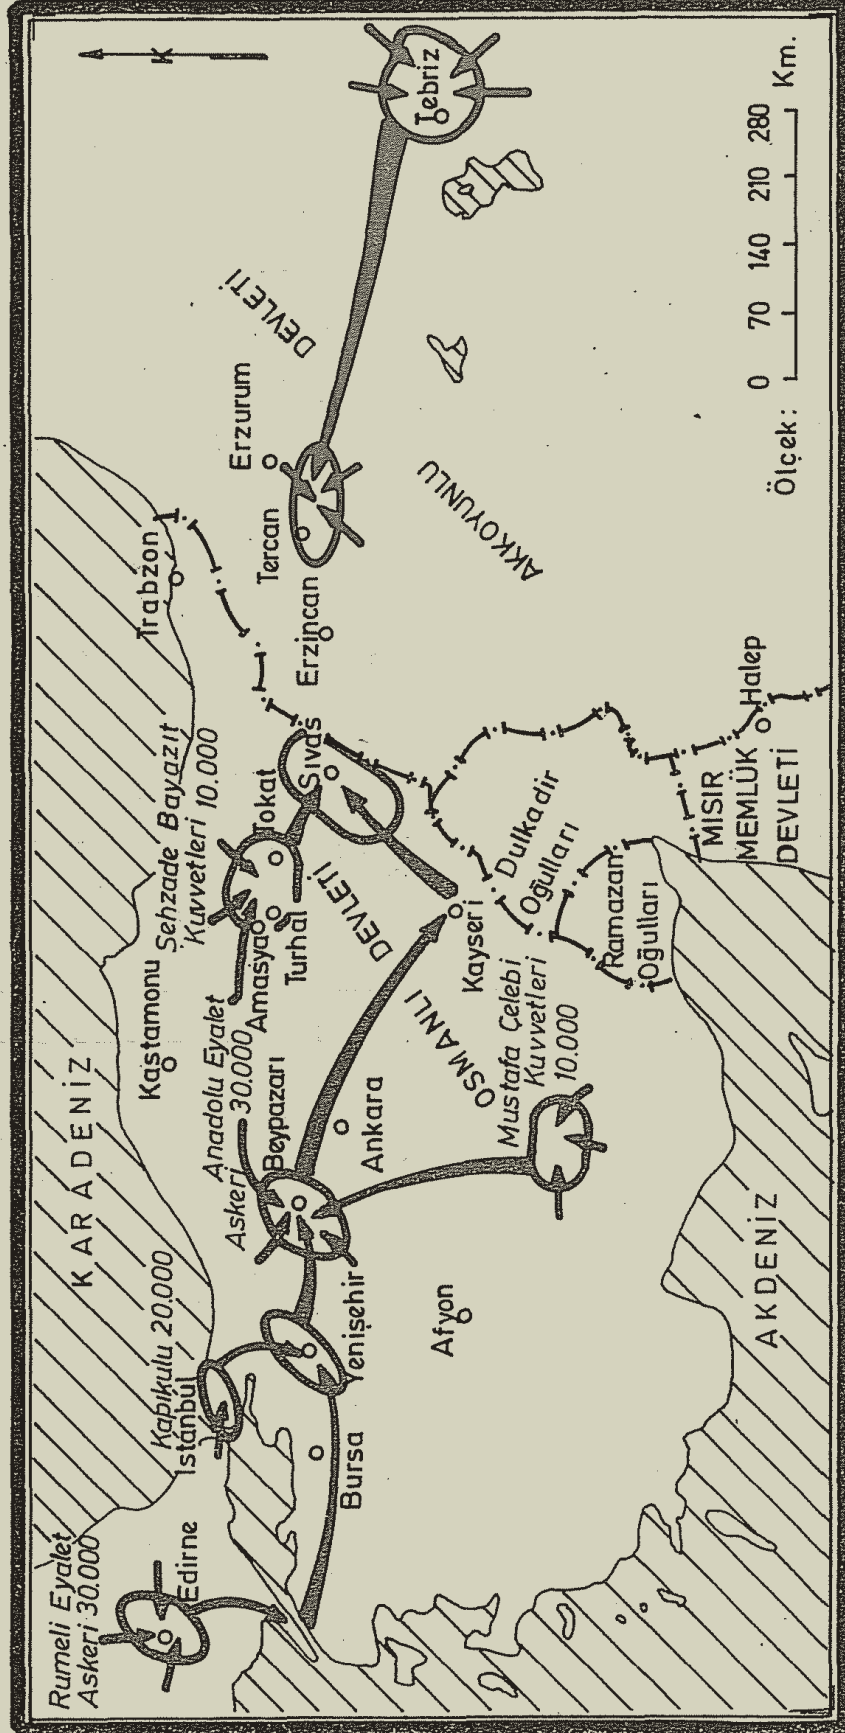 Rumeli Eyalet
Askeri 30.000
Edirne
KARADENİZ
Kapıkulu 20.000
İstanbul
Bursa
Yenişehir
Afyon
AKDENİZ
Anadolu Eyalet
Askeri 30.000
Beypazarı
Ankara
Kastamonu
Mustafa Çelebi
Kuvvetleri
10.000
OSMANLI
DEVLETİ
Şehzade Bayazıt
Kuvvetleri 10.000
Amasya
Turhal
Tokat
Sivas
Kayseri
Dulkadir
Oğulları
Ramazan
Oğulları
MISIR
MEMLÜK
DEVLETİ
Halep
Trabzon
Erzincan
Tercan
Erzurum
AKKOYUNLU
DEVLETİ
Tebriz
K
Ölçek:
0 70 140 210 280 Km.